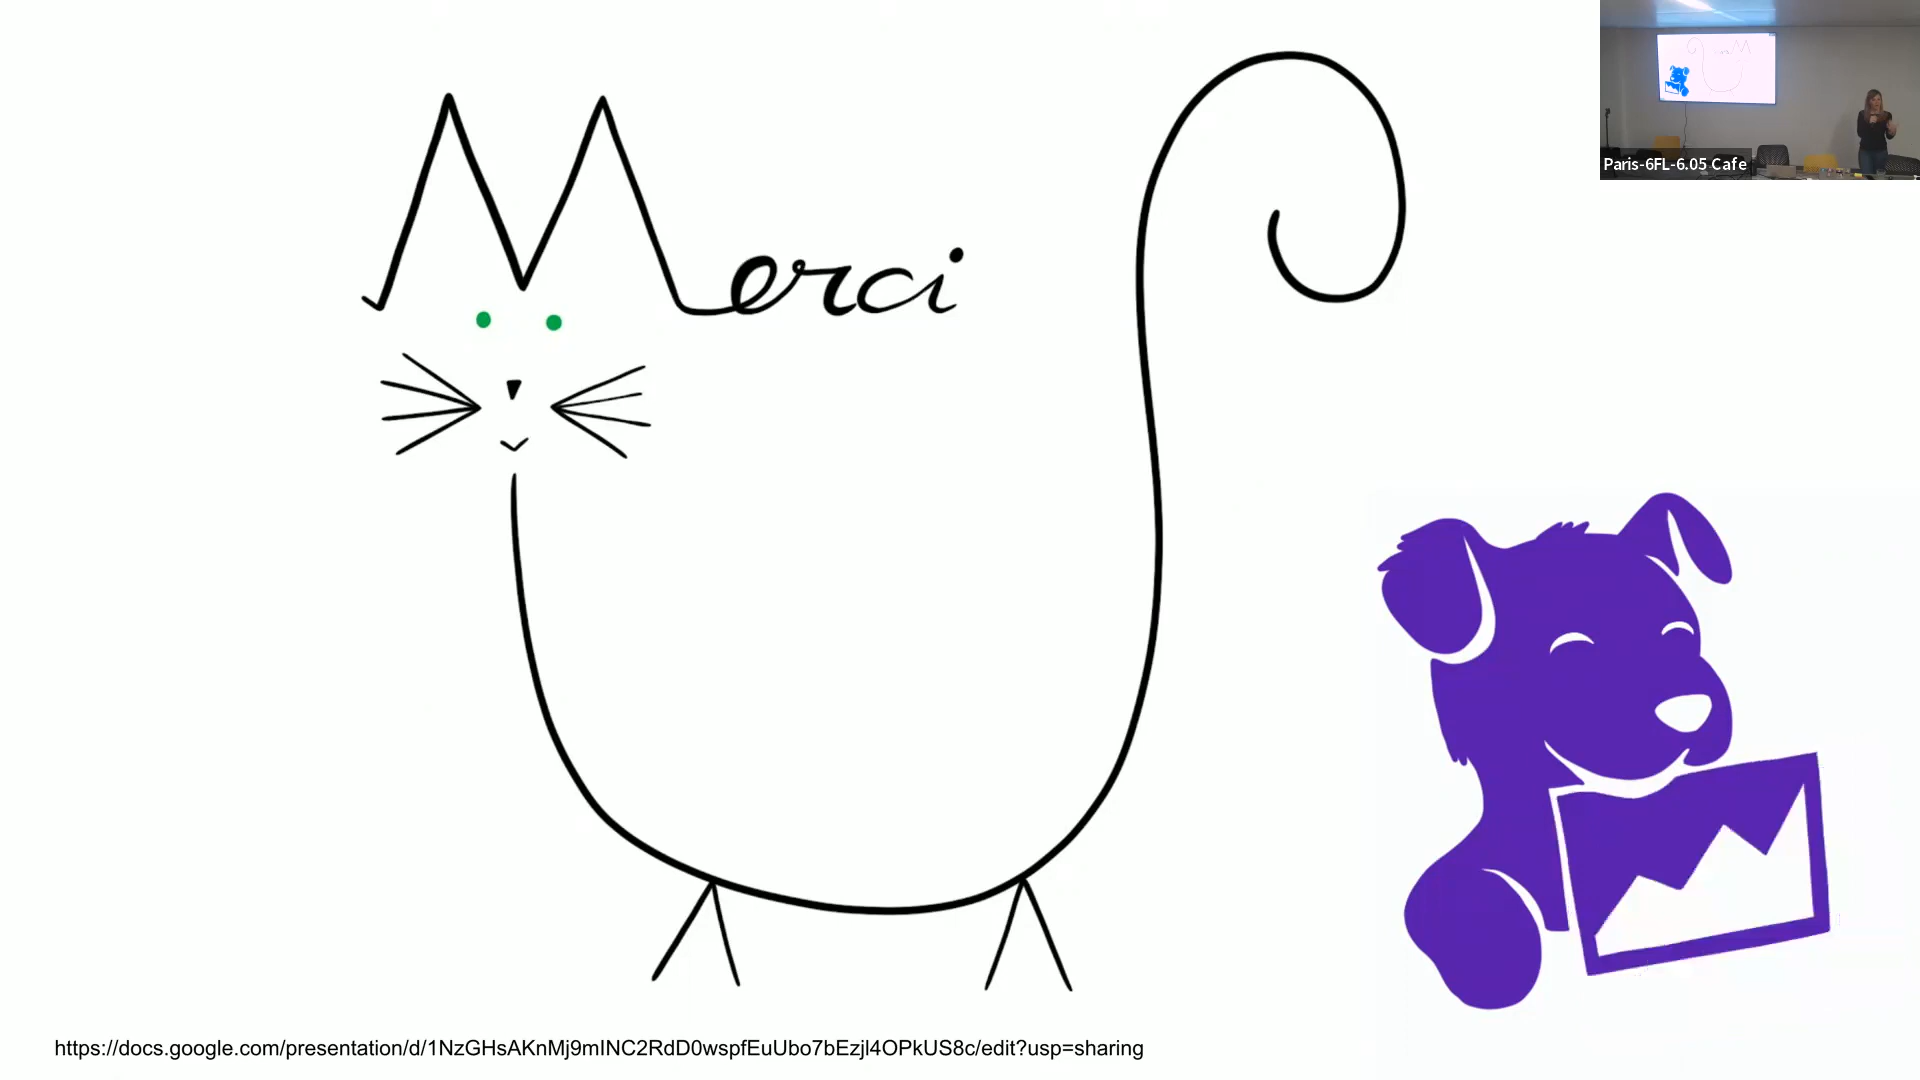 Merci
Paris-6FL-6.05 Cafe
https://docs.google.com/presentation/d/1NzGHsAKnMj9mINC2RdD0wspfEuUbo7bEzjl4OPkUS8c/edit?usp=sharing